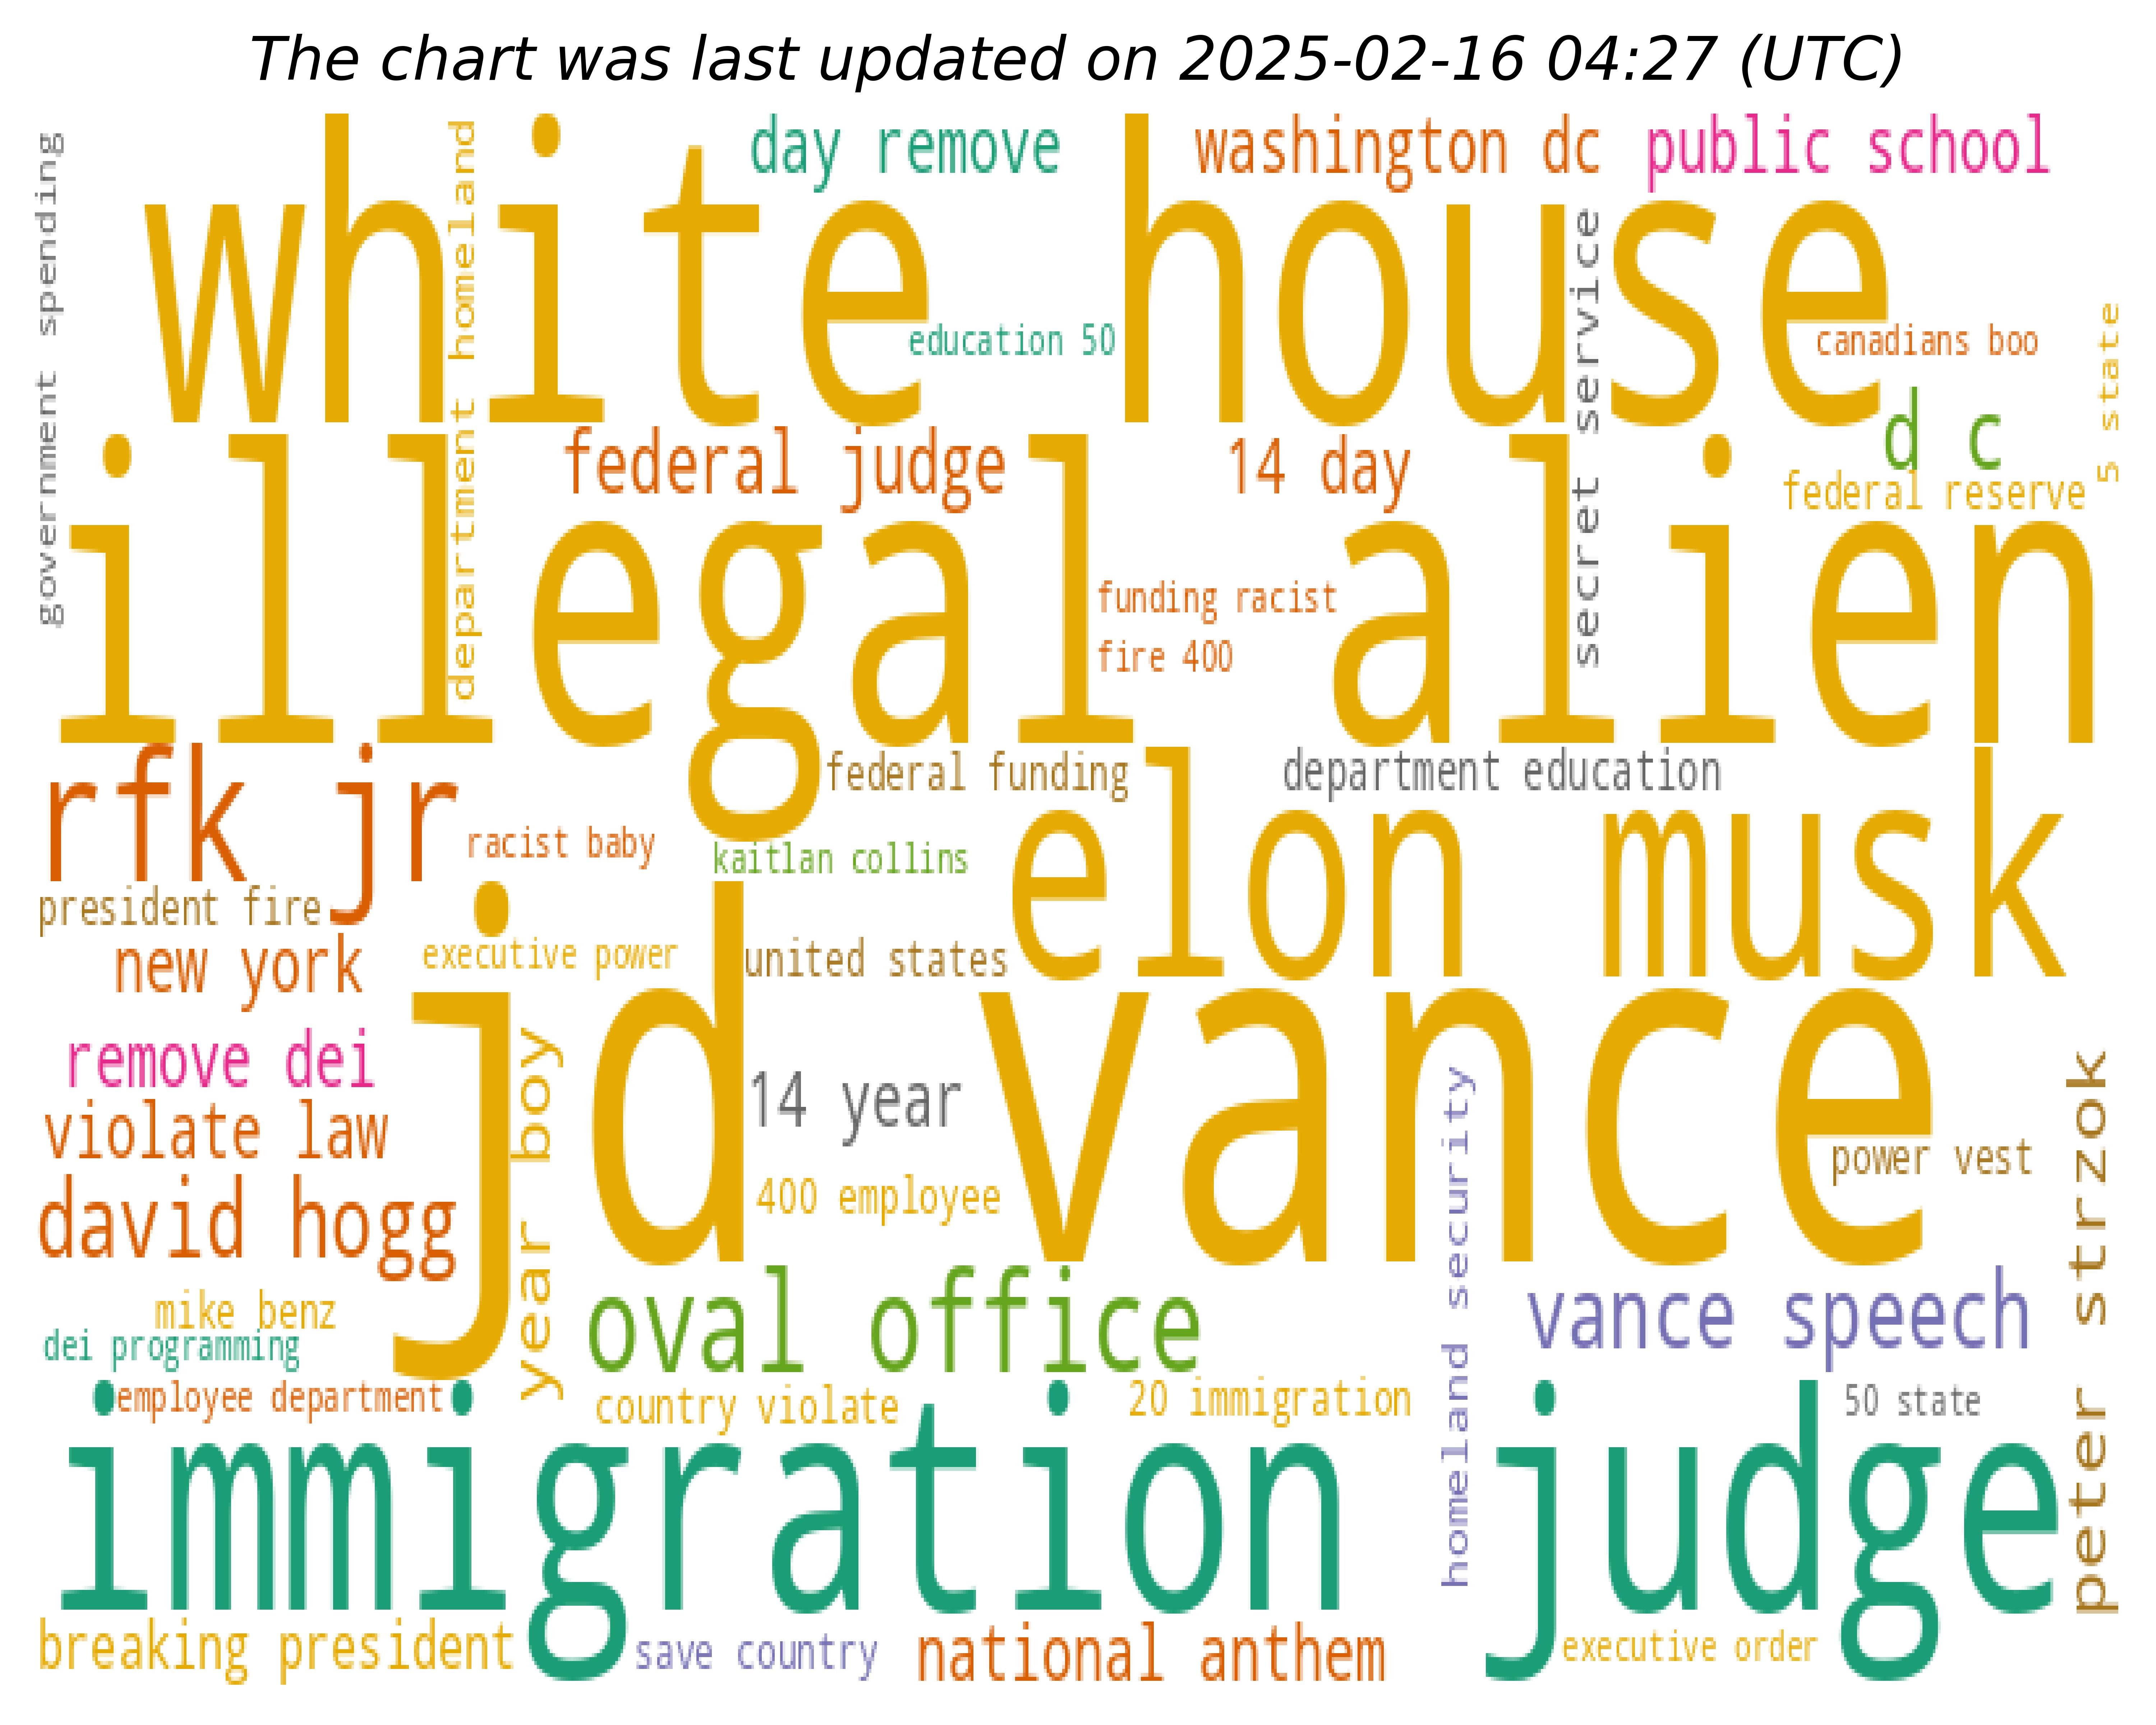 The chart was last updated on 2025-02-16 04:27 (UTC)
government spending
department homeland
day remove
washington dc
public school
white house
education 50
secret service
canadians boo
5 state
d c
federal judge
14 day
federal reserve
illegal alien
funding racist
fire 400
rfk jr
federal funding
department education
racist baby
kaitlan collins
elon musk
president fire
executive power
united states
new york
jd vance
remove dei
year boy
14 year
homeland security
peter strzok
violate law
power vest
david hogg
400 employee
mike benz
oval office
vance speech
dei programming
employee department
country violate
20 immigration
50 state
immigration judge
breaking president
save country
national anthem
executive order